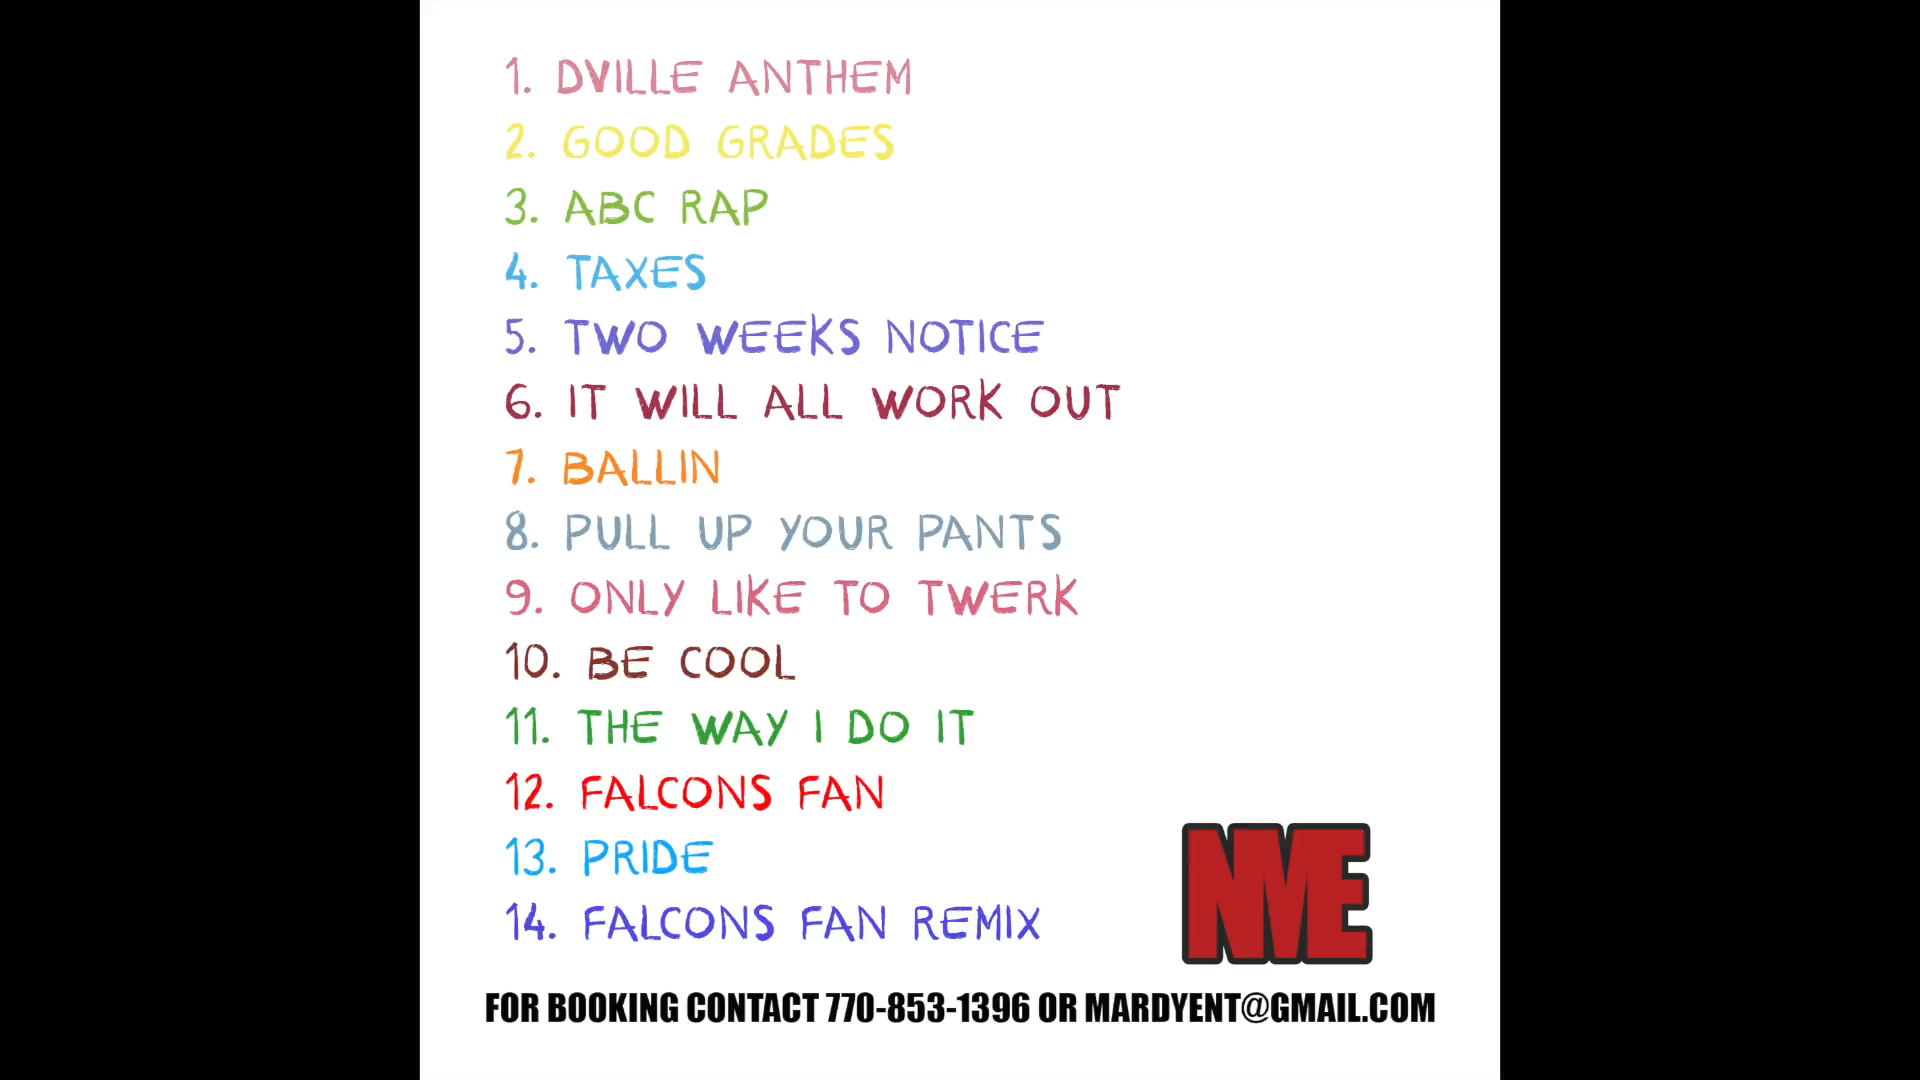 1. DVILLE ANTHEM
2. GOOD GRADES
3. ABC RAP
4. TAXES
5. TWO WEEKS NOTICE
6. IT WILL ALL WORK OUT
7. BALLIN
8. PULL UP YOUR PANTS
9. ONLY LIKE TO TWERK
10. BE COOL
11. THE WAY I DO IT
12. FALCONS FAN
13. PRIDE
14. FALCONS FAN REMIX
NME
FOR BOOKING CONTACT 770-853-1396 OR MARDYENT@GMAIL.COM